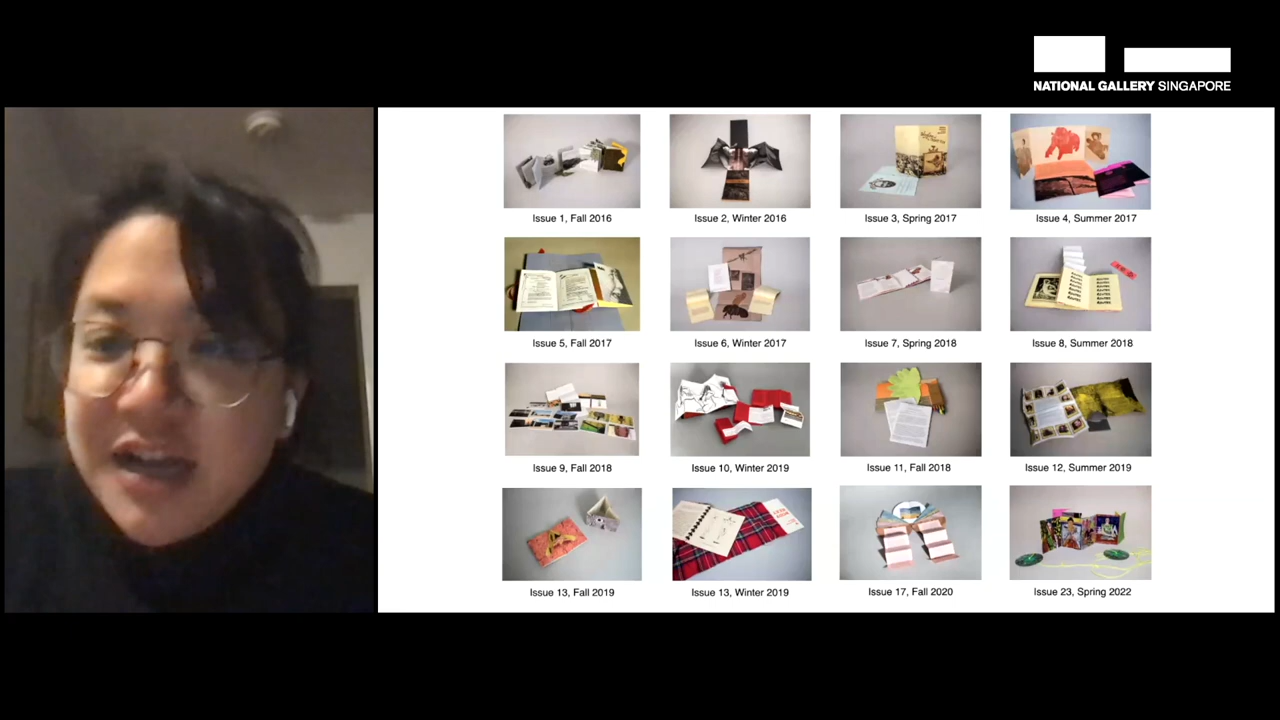 NATIONAL GALLERY SINGAPORE
Issue 1, Fall 2016
Issue 2, Winter 2016
Issue 3, Spring 2017
Issue 4, Summer 2017
Issue 5, Fall 2017
Issue 6, Winter 2017
Issue 7, Spring 2018
Issue 8, Summer 2018
Issue 9, Fall 2018
Issue 10, Winter 2019
Issue 11, Fall 2018
Issue 12, Summer 2019
Issue 13, Fall 2019
Issue 13, Winter 2019
Issue 17, Fall 2020
Issue 23, Spring 2022